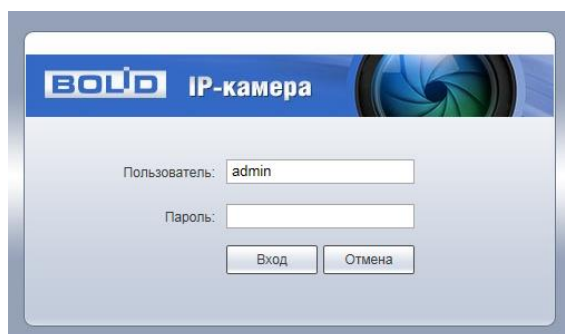 BOLID IP-камера
Пользователь: admin
Пароль:
Вход Отмена